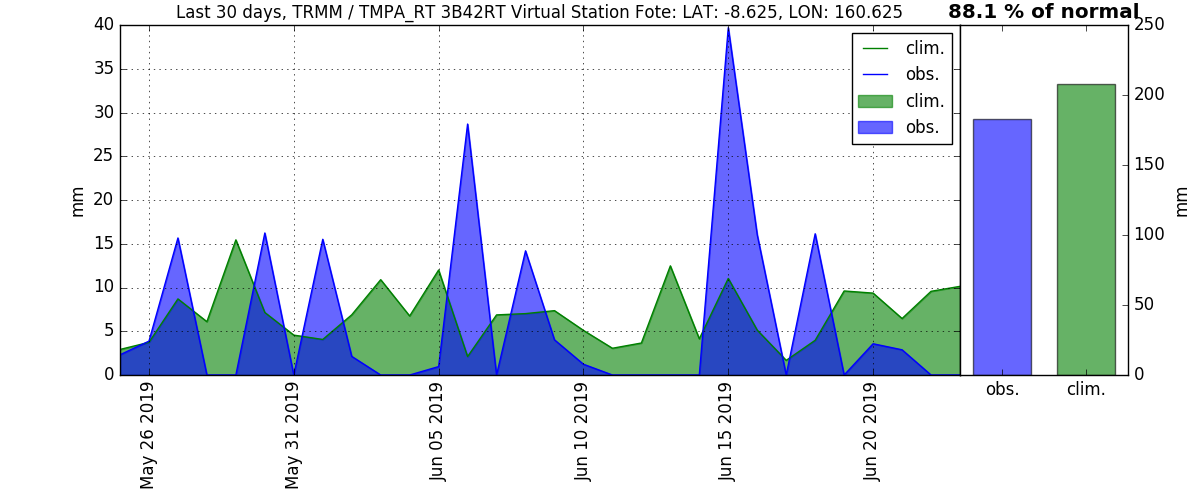 Last 30 days, TRMM / TMPA_RT 3B42RT Virtual Station Fote: LAT: -8.625, LON: 160.625
88.1 % of normal
40
35
30
25
20
15
10
5
0
mm
clim.
obs.
clim.
obs.
250
200
150
100
50
0
mm
May 26 2019
May 31 2019
Jun 05 2019
Jun 10 2019
Jun 15 2019
Jun 20 2019
obs.
clim.